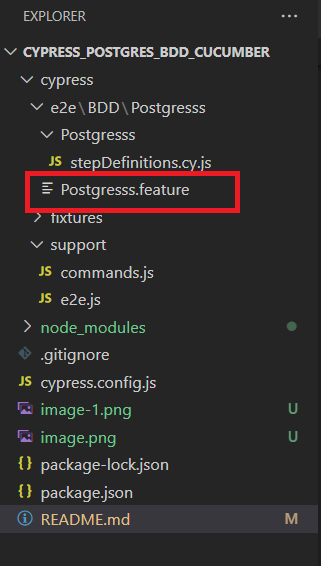 EXPLORER
CYPRESS_POSTGRES_BDD_CUCUMBER
cypress
e2e\BDD\Postgresss
Postgresss
JS stepDefinitions.cy.js
Postgresss.feature
fixtures
support
JS commands.js
JS e2e.js
node_modules
.gitignore
JS cypress.config.js
image-1.png U
image.png U
{} package-lock.json
{} package.json
README.md M